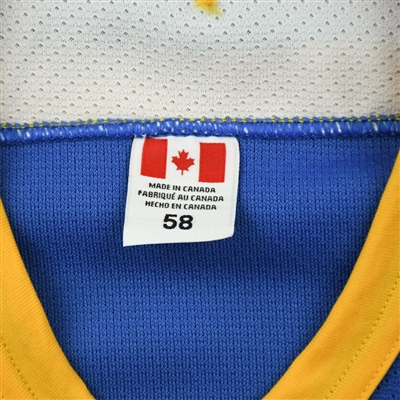 MADE IN CANADA
FABRIQUÉ AU CANADA
HECHO EN CANADA
58